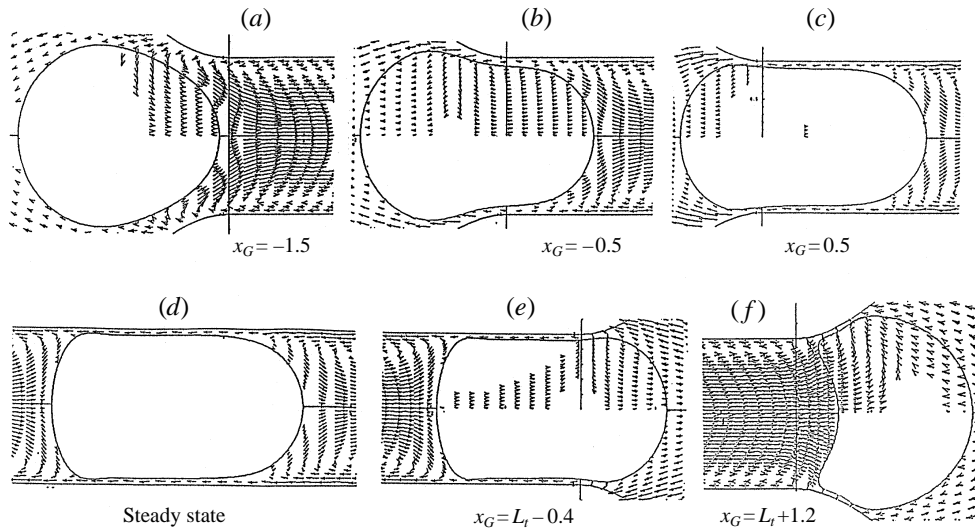 (a)
(b)
(c)
x_G = –1.5
x_G = –0.5
x_G = 0.5
(d)
(e)
(f)
Steady state
x_G = L_t – 0.4
x_G = L_t + 1.2